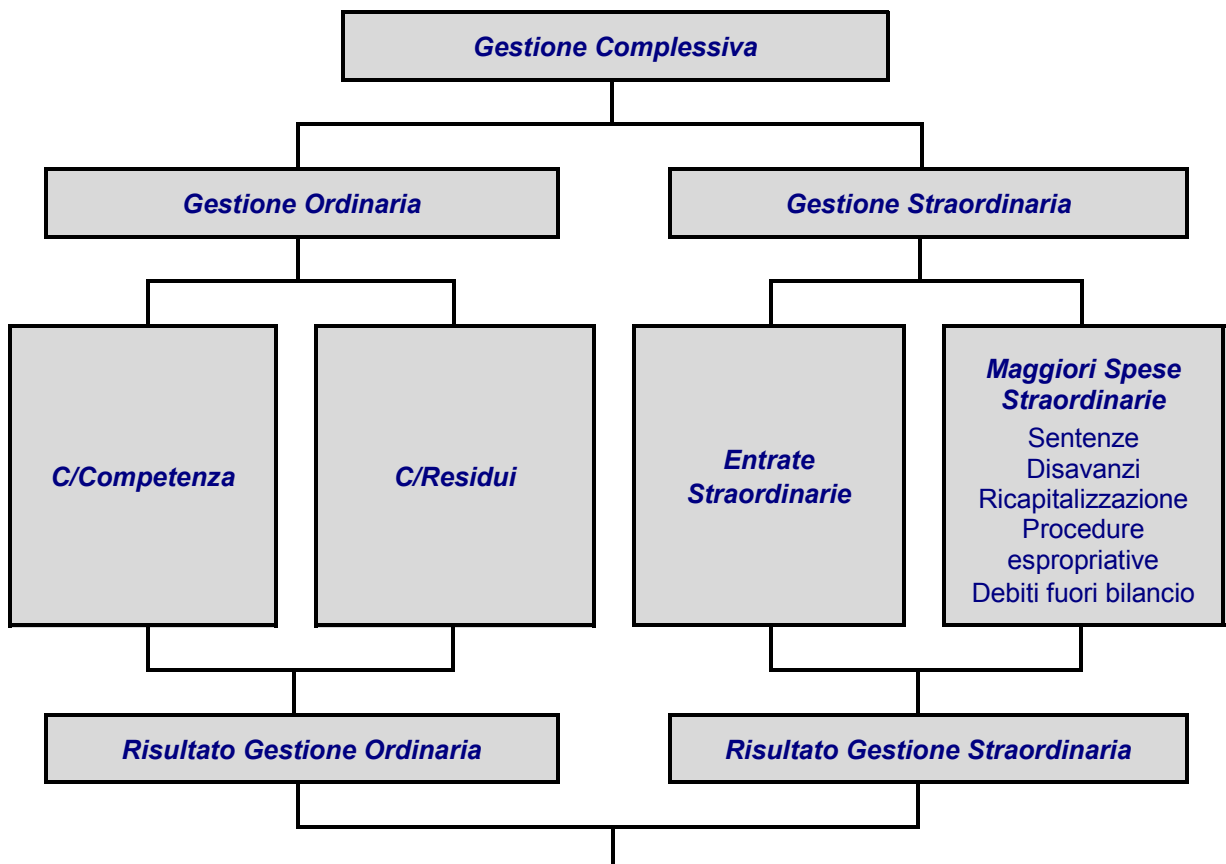 Gestione Complessiva
Gestione Ordinaria
Gestione Straordinaria
C/Competenza
C/Residui
Entrate
Straordinarie
Maggiori Spese
Straordinarie
Sentenze
Disavanzi
Ricapitalizzazione
Procedure
espropriative
Debiti fuori bilancio
Risultato Gestione Ordinaria
Risultato Gestione Straordinaria